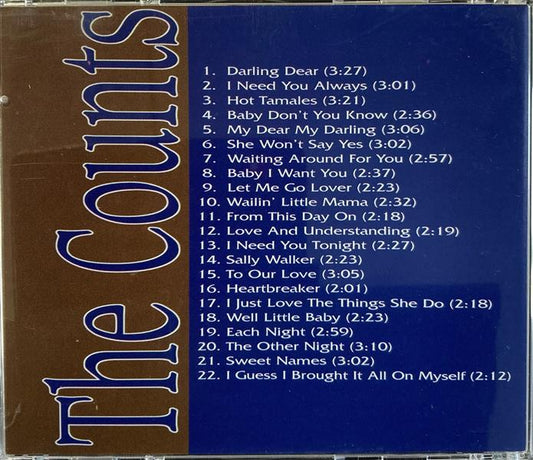 The Counts
1. Darling Dear (3:27)
2. I Need You Always (3:01)
3. Hot Tamales (3:21)
4. Baby Don't You Know (2:36)
5. My Dear My Darling (3:06)
6. She Won't Say Yes (3:02)
7. Waiting Around For You (2:57)
8. Baby I Want You (2:37)
9. Let Me Go Lover (2:23)
10. Wailin' Little Mama (2:32)
11. From This Day On (2:18)
12. Love And Understanding (2:19)
13. I Need You Tonight (2:27)
14. Sally Walker (2:23)
15. To Our Love (3:05)
16. Heartbreaker (2:01)
17. I Just Love The Things She Do (2:18)
18. Well Little Baby (2:23)
19. Each Night (2:59)
20. The Other Night (3:10)
21. Sweet Names (3:02)
22. I Guess I Brought It All On Myself (2:12)